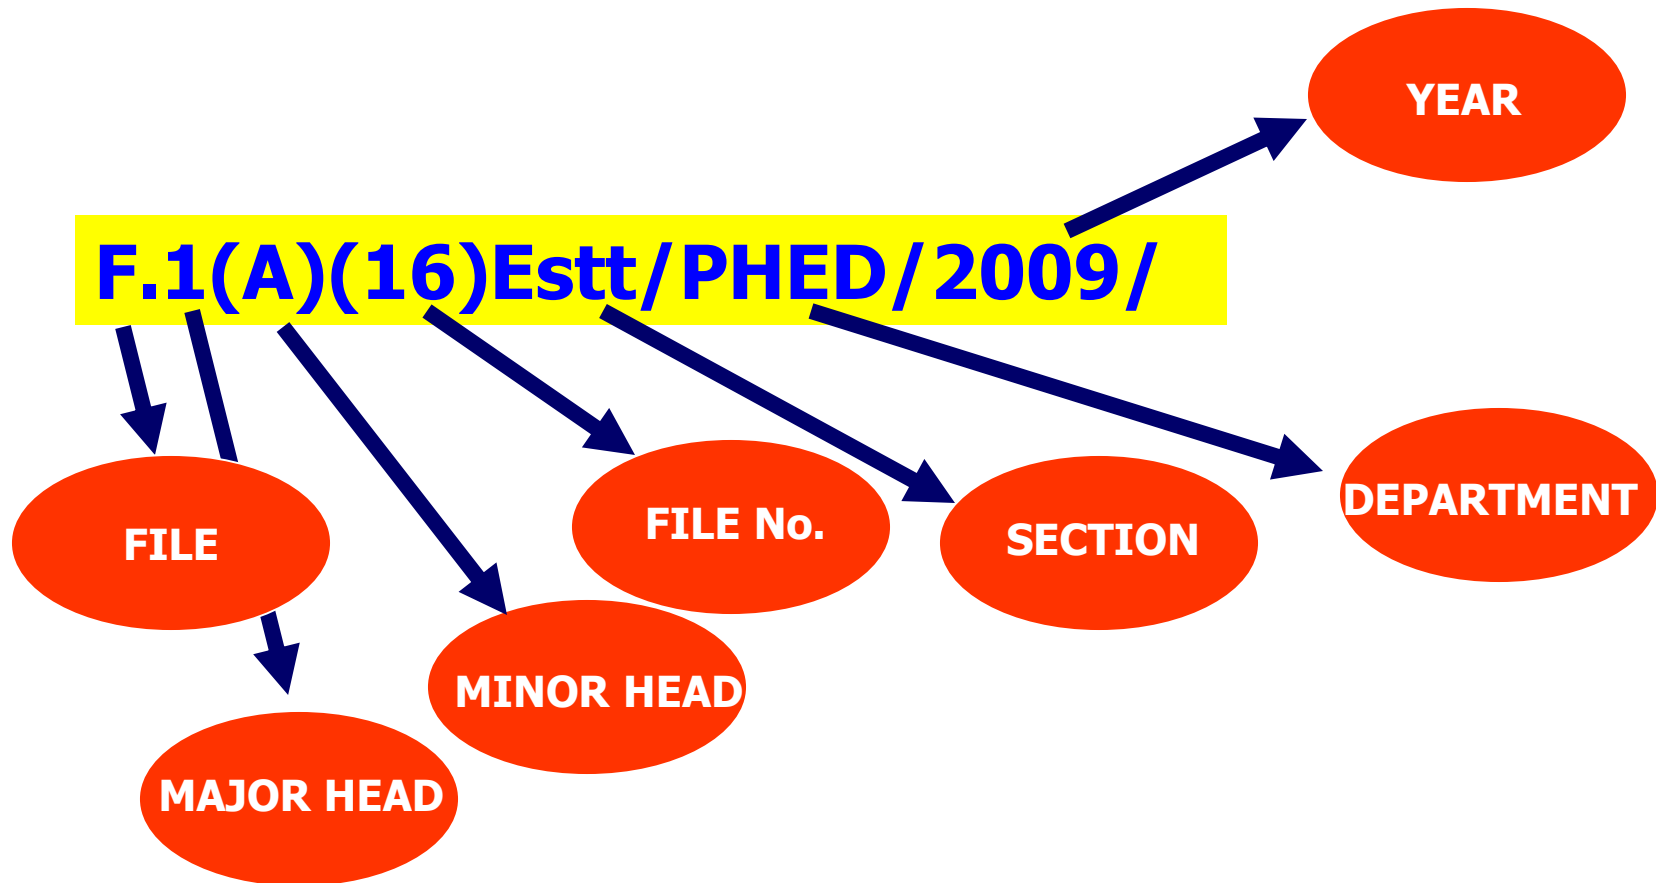 YEAR
F.1(A)(16)Estt/PHED/2009/
DEPARTMENT
FILE No.
SECTION
FILE
MINOR HEAD
MAJOR HEAD